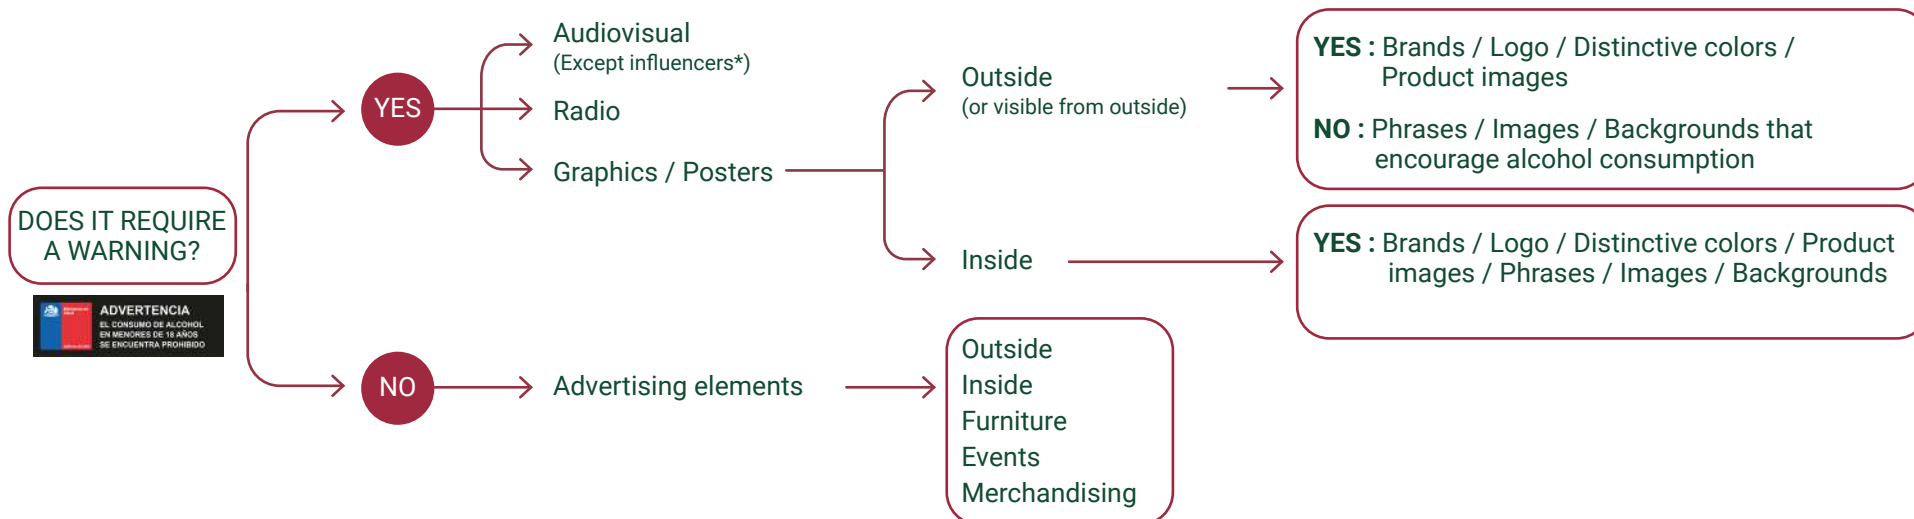 DOES IT REQUIRE
A WARNING?
ADVERTENCIA
EL CONSUMO DE ALCOHOL
EN MENORES DE 18 AÑOS
SE ENCUENTRA PROHIBIDO
YES
Audiovisual
(Except influencers*)
Radio
Graphics / Posters
Outside
(or visible from outside)
YES : Brands / Logo / Distinctive colors /
Product images
NO : Phrases / Images / Backgrounds that
encourage alcohol consumption
Inside
YES : Brands / Logo / Distinctive colors / Product
images / Phrases / Images / Backgrounds
NO
Advertising elements
Outside
Inside
Furniture
Events
Merchandising